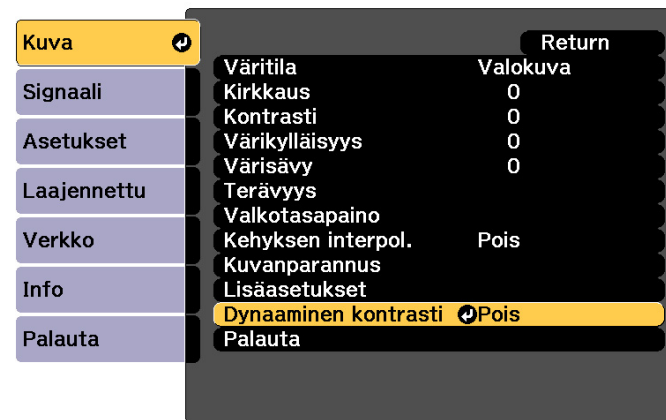 Kuva
Signaali
Asetukset
Laajennettu
Verkko
Info
Palauta
Return
Väritila Valokuva
Kirkkaus 0
Kontrasti 0
Värikylläisyys 0
Värisävy 0
Terävyys
Valkotasapaino
Kehyksen interpol. Pois
Kuvanparannus
Lisäasetukset
Dynaaminen kontrasti Pois
Palauta